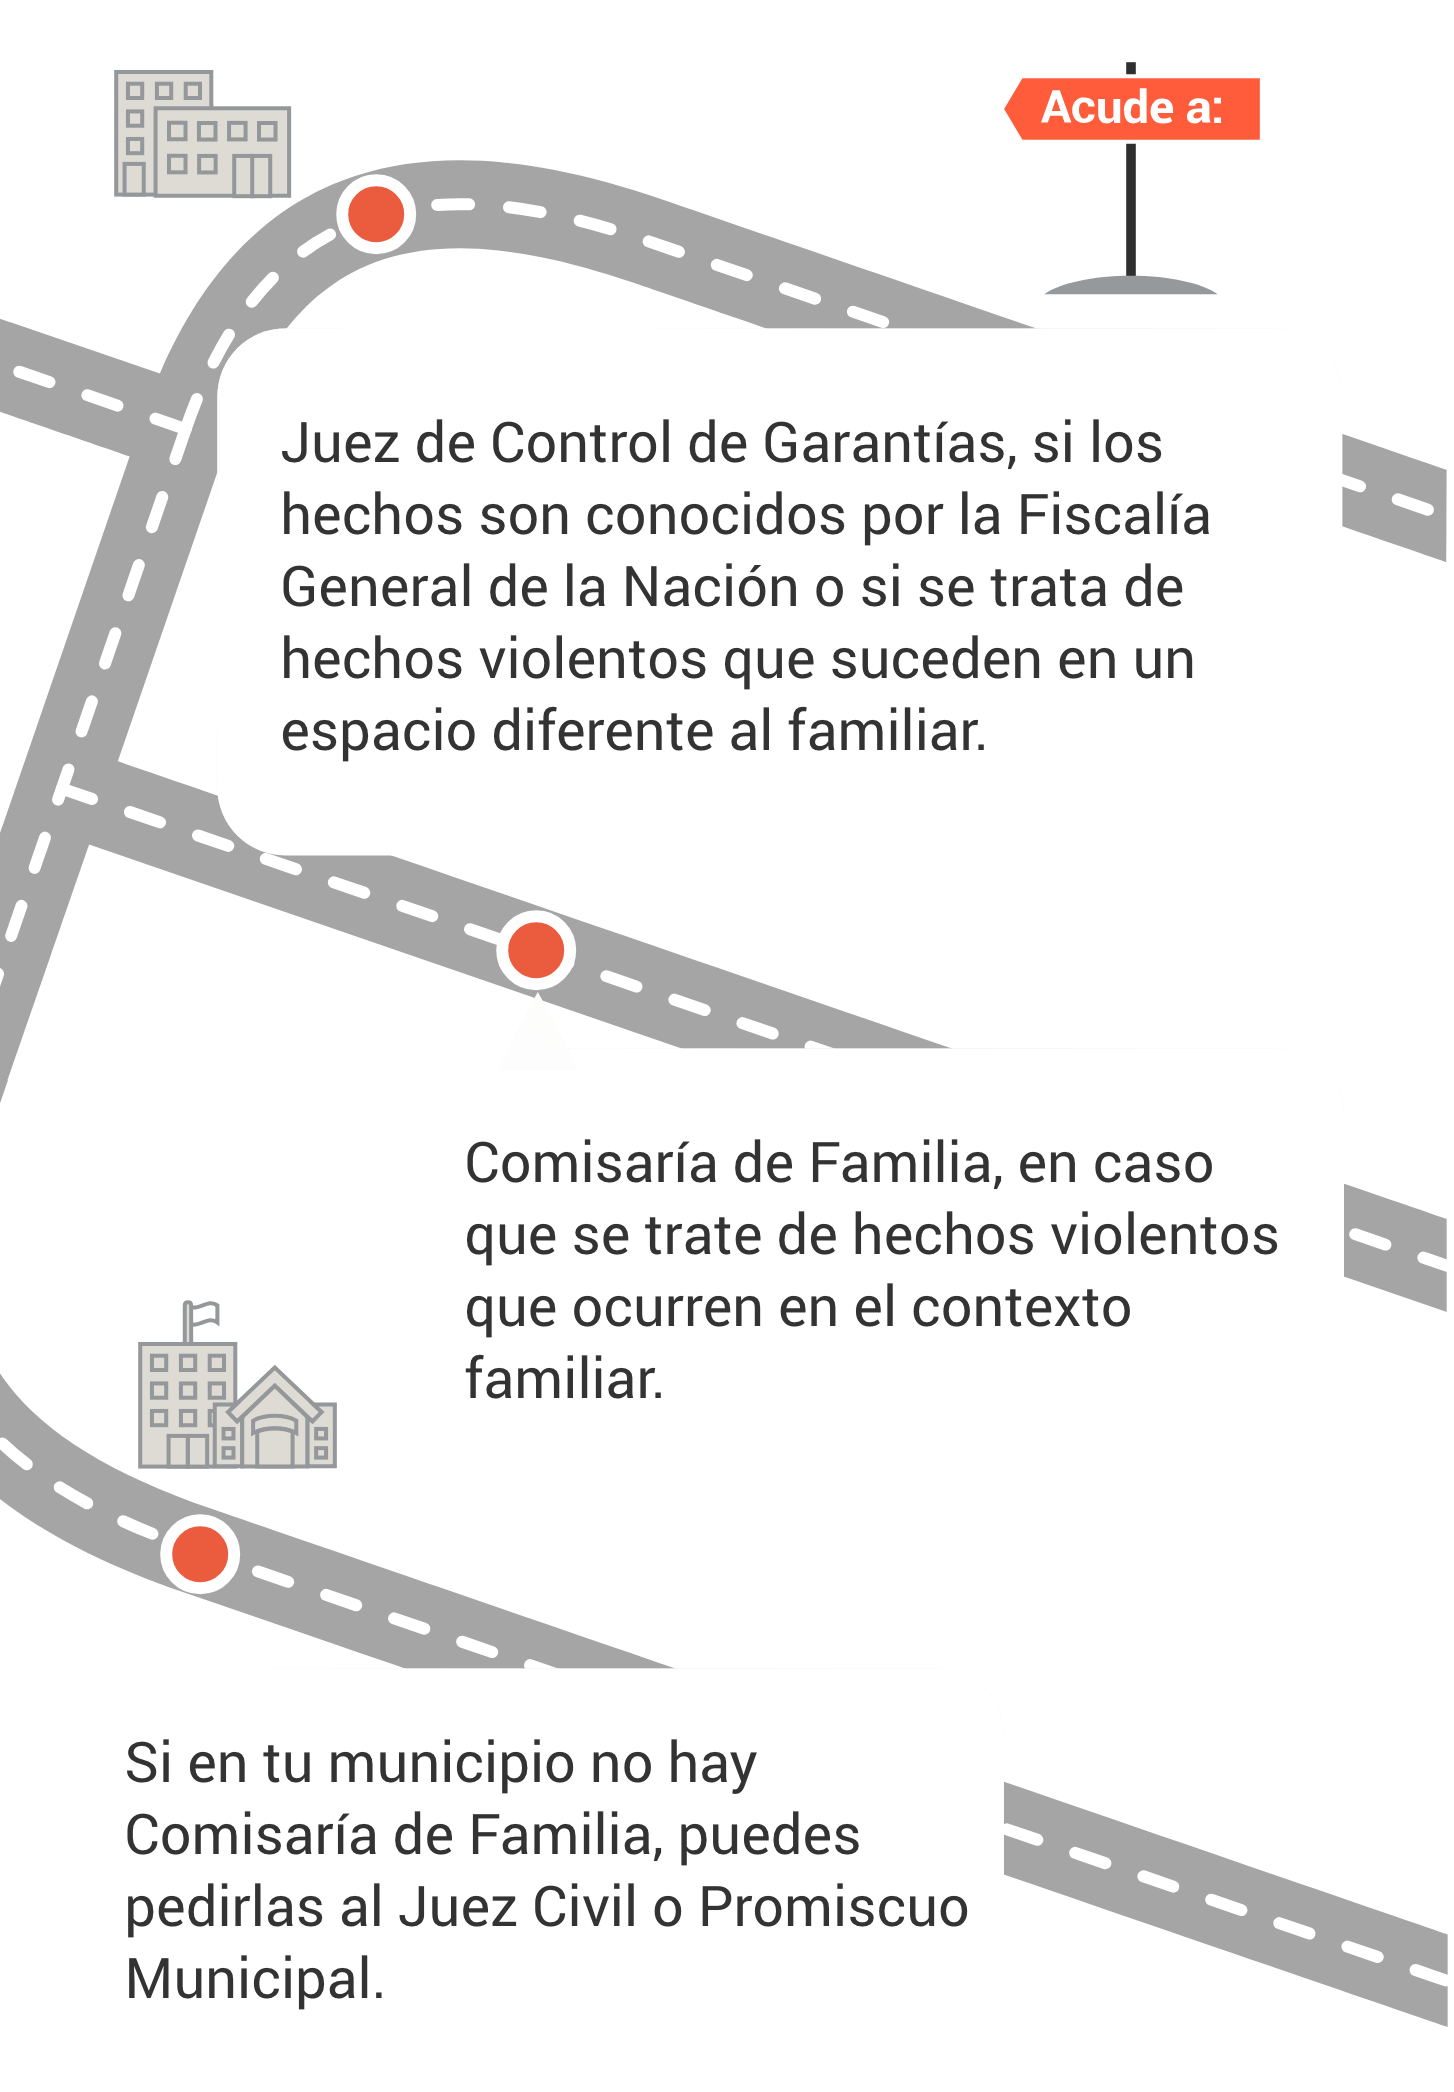 Acude a:
Juez de Control de Garantías, si los
hechos son conocidos por la Fiscalía
General de la Nación o si se trata de
hechos violentos que suceden en un
espacio diferente al familiar.
Comisaría de Familia, en caso
que se trate de hechos violentos
que ocurren en el contexto
familiar.
Si en tu municipio no hay
Comisaría de Familia, puedes
pedirlas al Juez Civil o Promiscuo
Municipal.